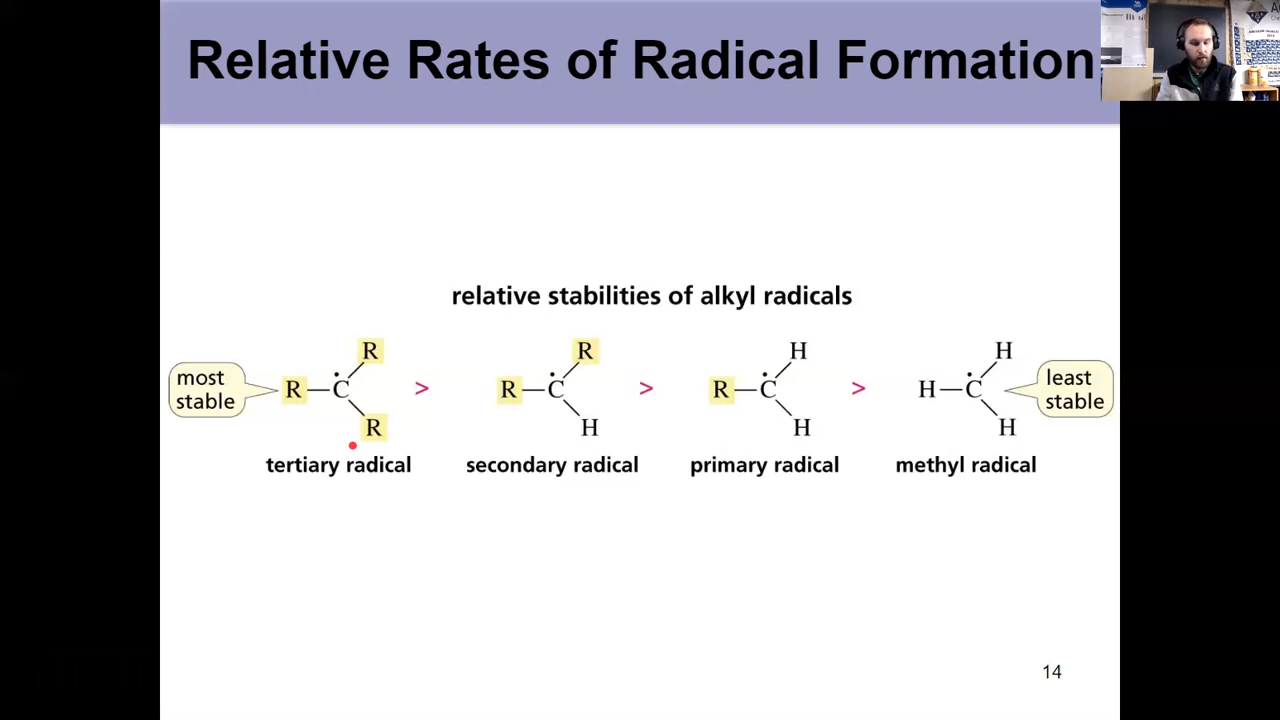 Relative Rates of Radical Formation
relative stabilities of alkyl radicals
most
stable
R
R—C
R
>
R
R—C
H
>
H
R—C
H
>
H
H—C
H
least
stable
tertiary radical
secondary radical
primary radical
methyl radical
14